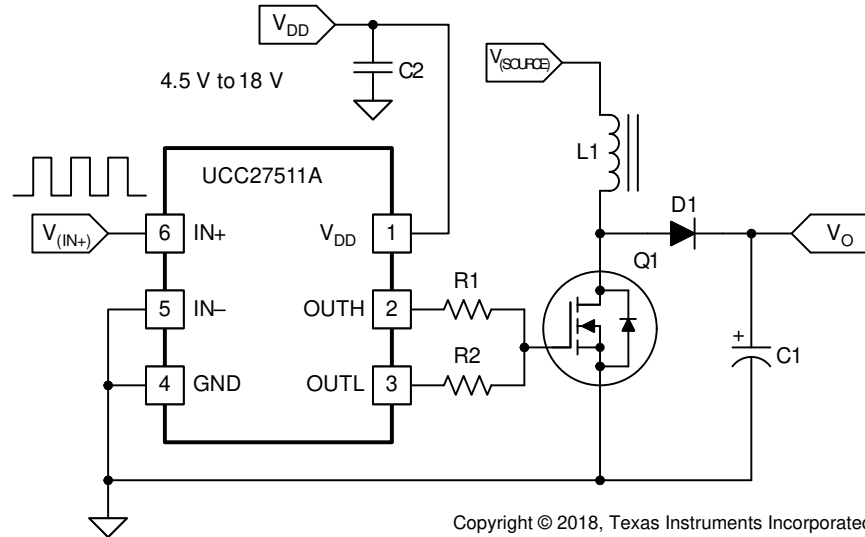 VDD
C2
4.5 V to 18 V
V(SOURCE)
L1
UCC27511A
V(IN+)
6 IN+
VDD 1
D1
VO
Q1
5 IN–
OUTH 2
R1
4 GND
OUTL 3
R2
+
C1
Copyright © 2018, Texas Instruments Incorporated